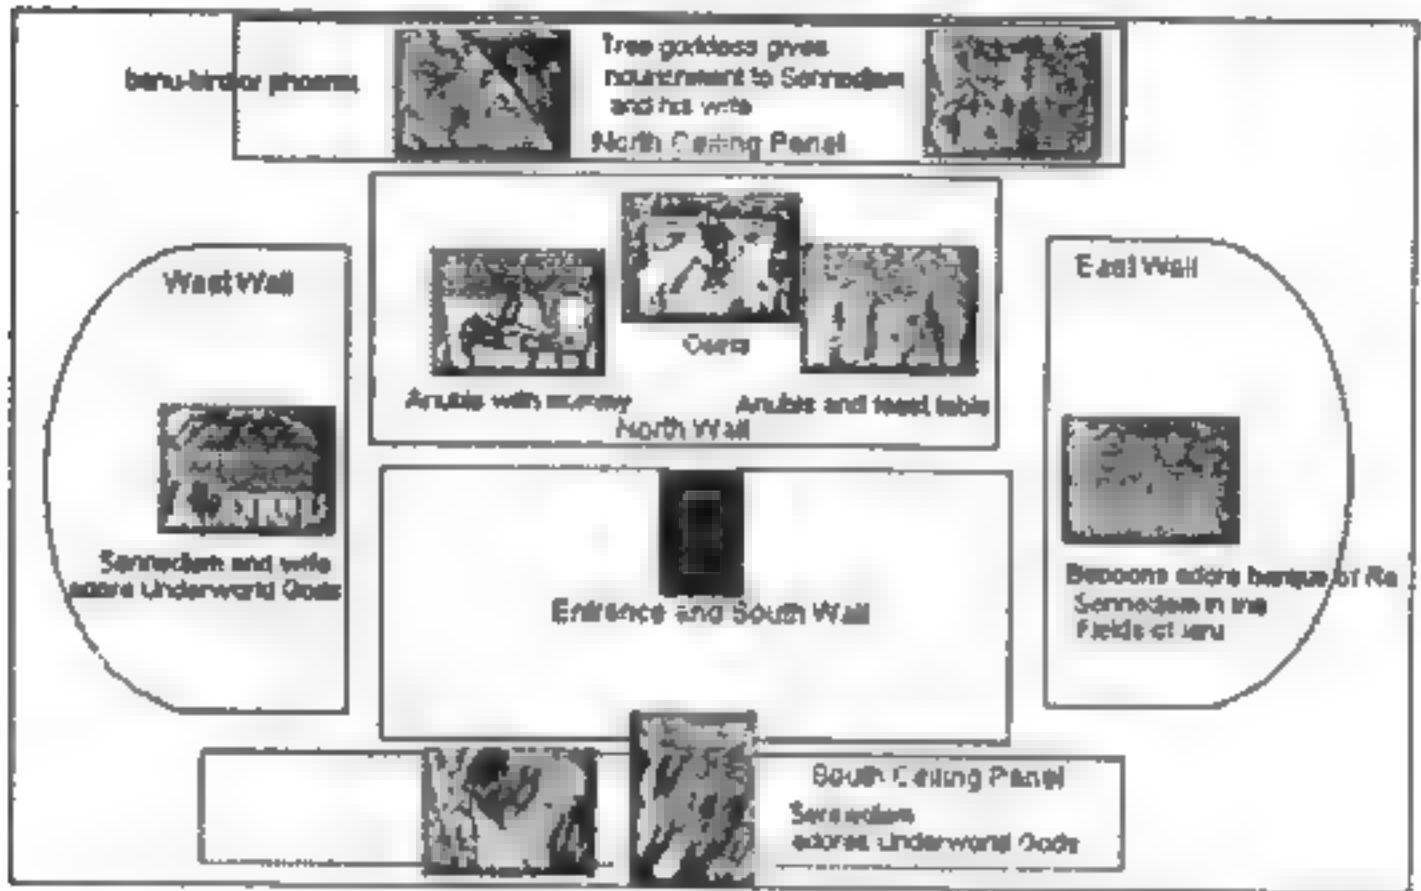 benu-bird or phoenix
Tree goddess gives
nourishment to Sennedjem
and his wife
North Ceiling Panel
West Wall
East Wall
Osiris
Anubis with mummy
Anubis and feast table
North Wall
Sennedjem and wife
adore Underworld Gods
Entrance and South Wall
Baboons adore barque of Re
Sennedjem in the
Fields of Iaru
South Ceiling Panel
Sennedjem
adores Underworld Gods